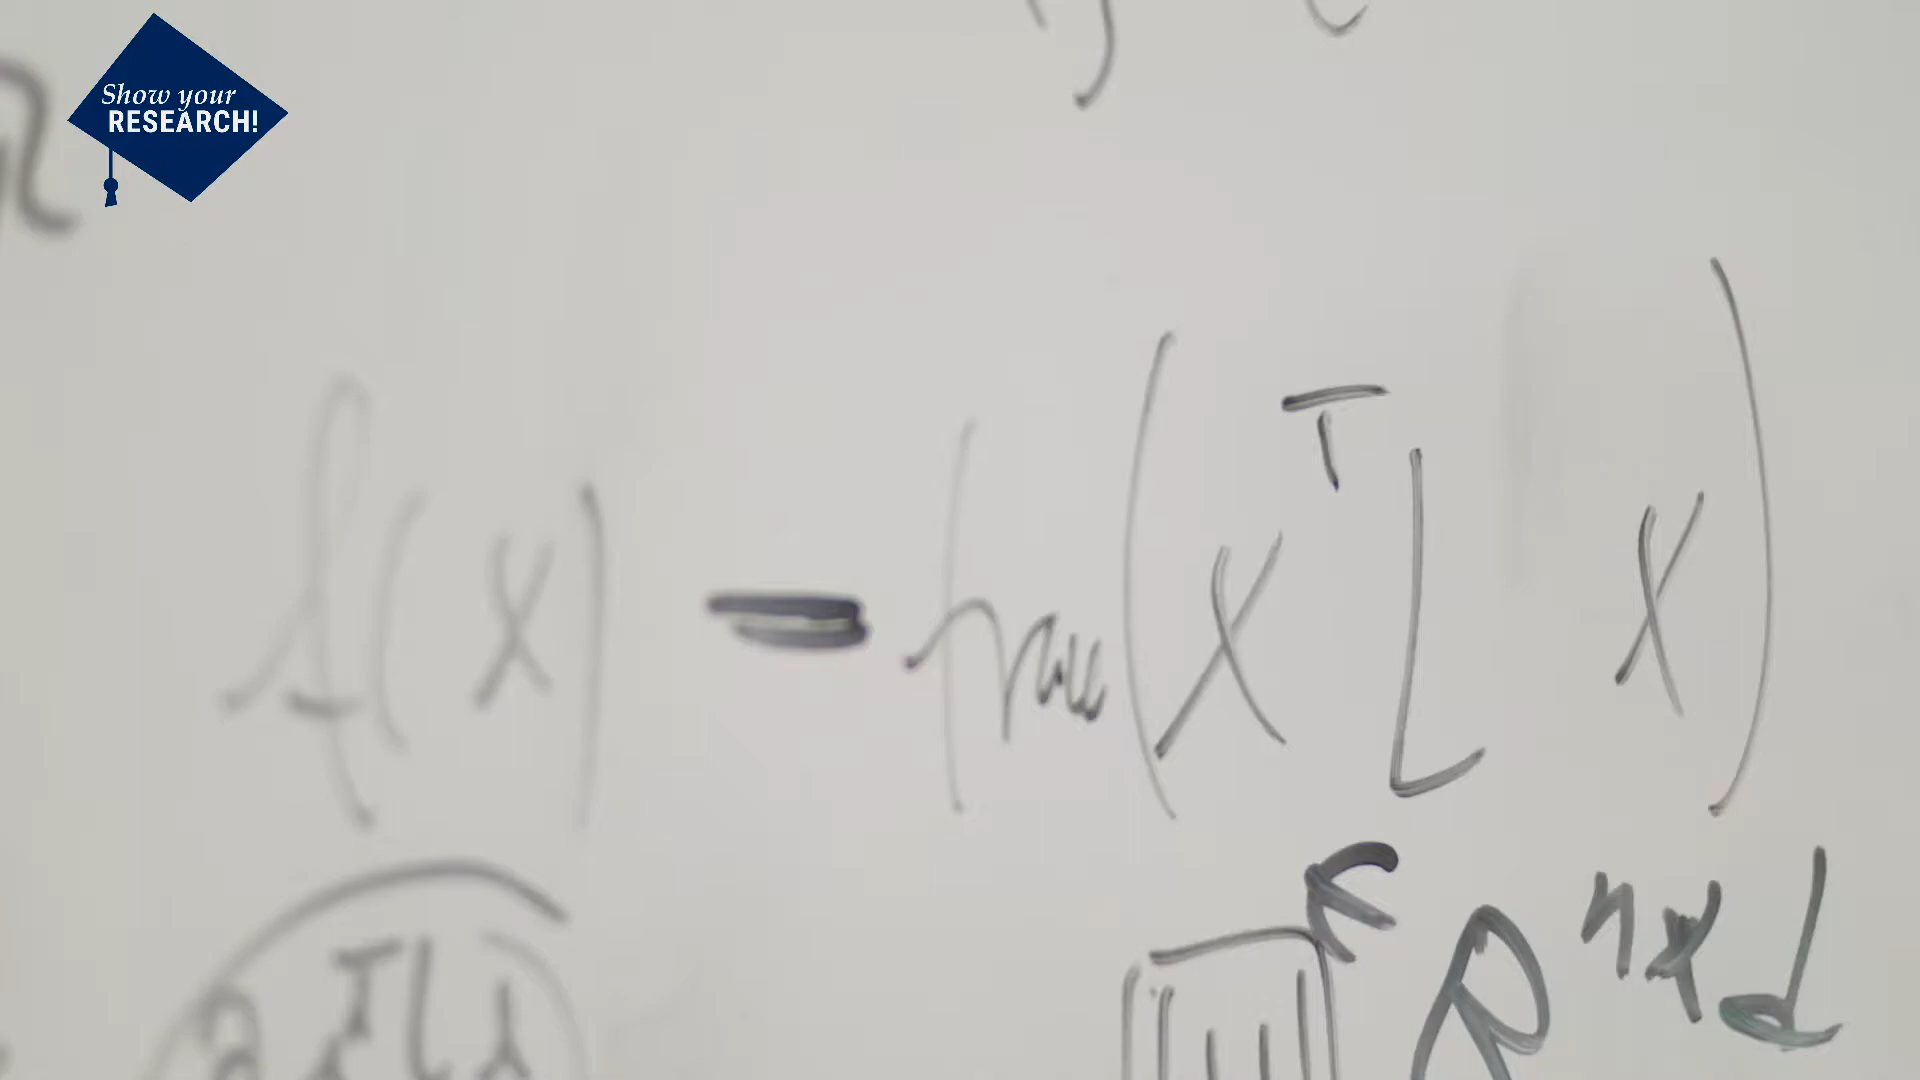 Show your
RESEARCH!
f(x) = trace(X^T L X)
∈ R^{n×d}